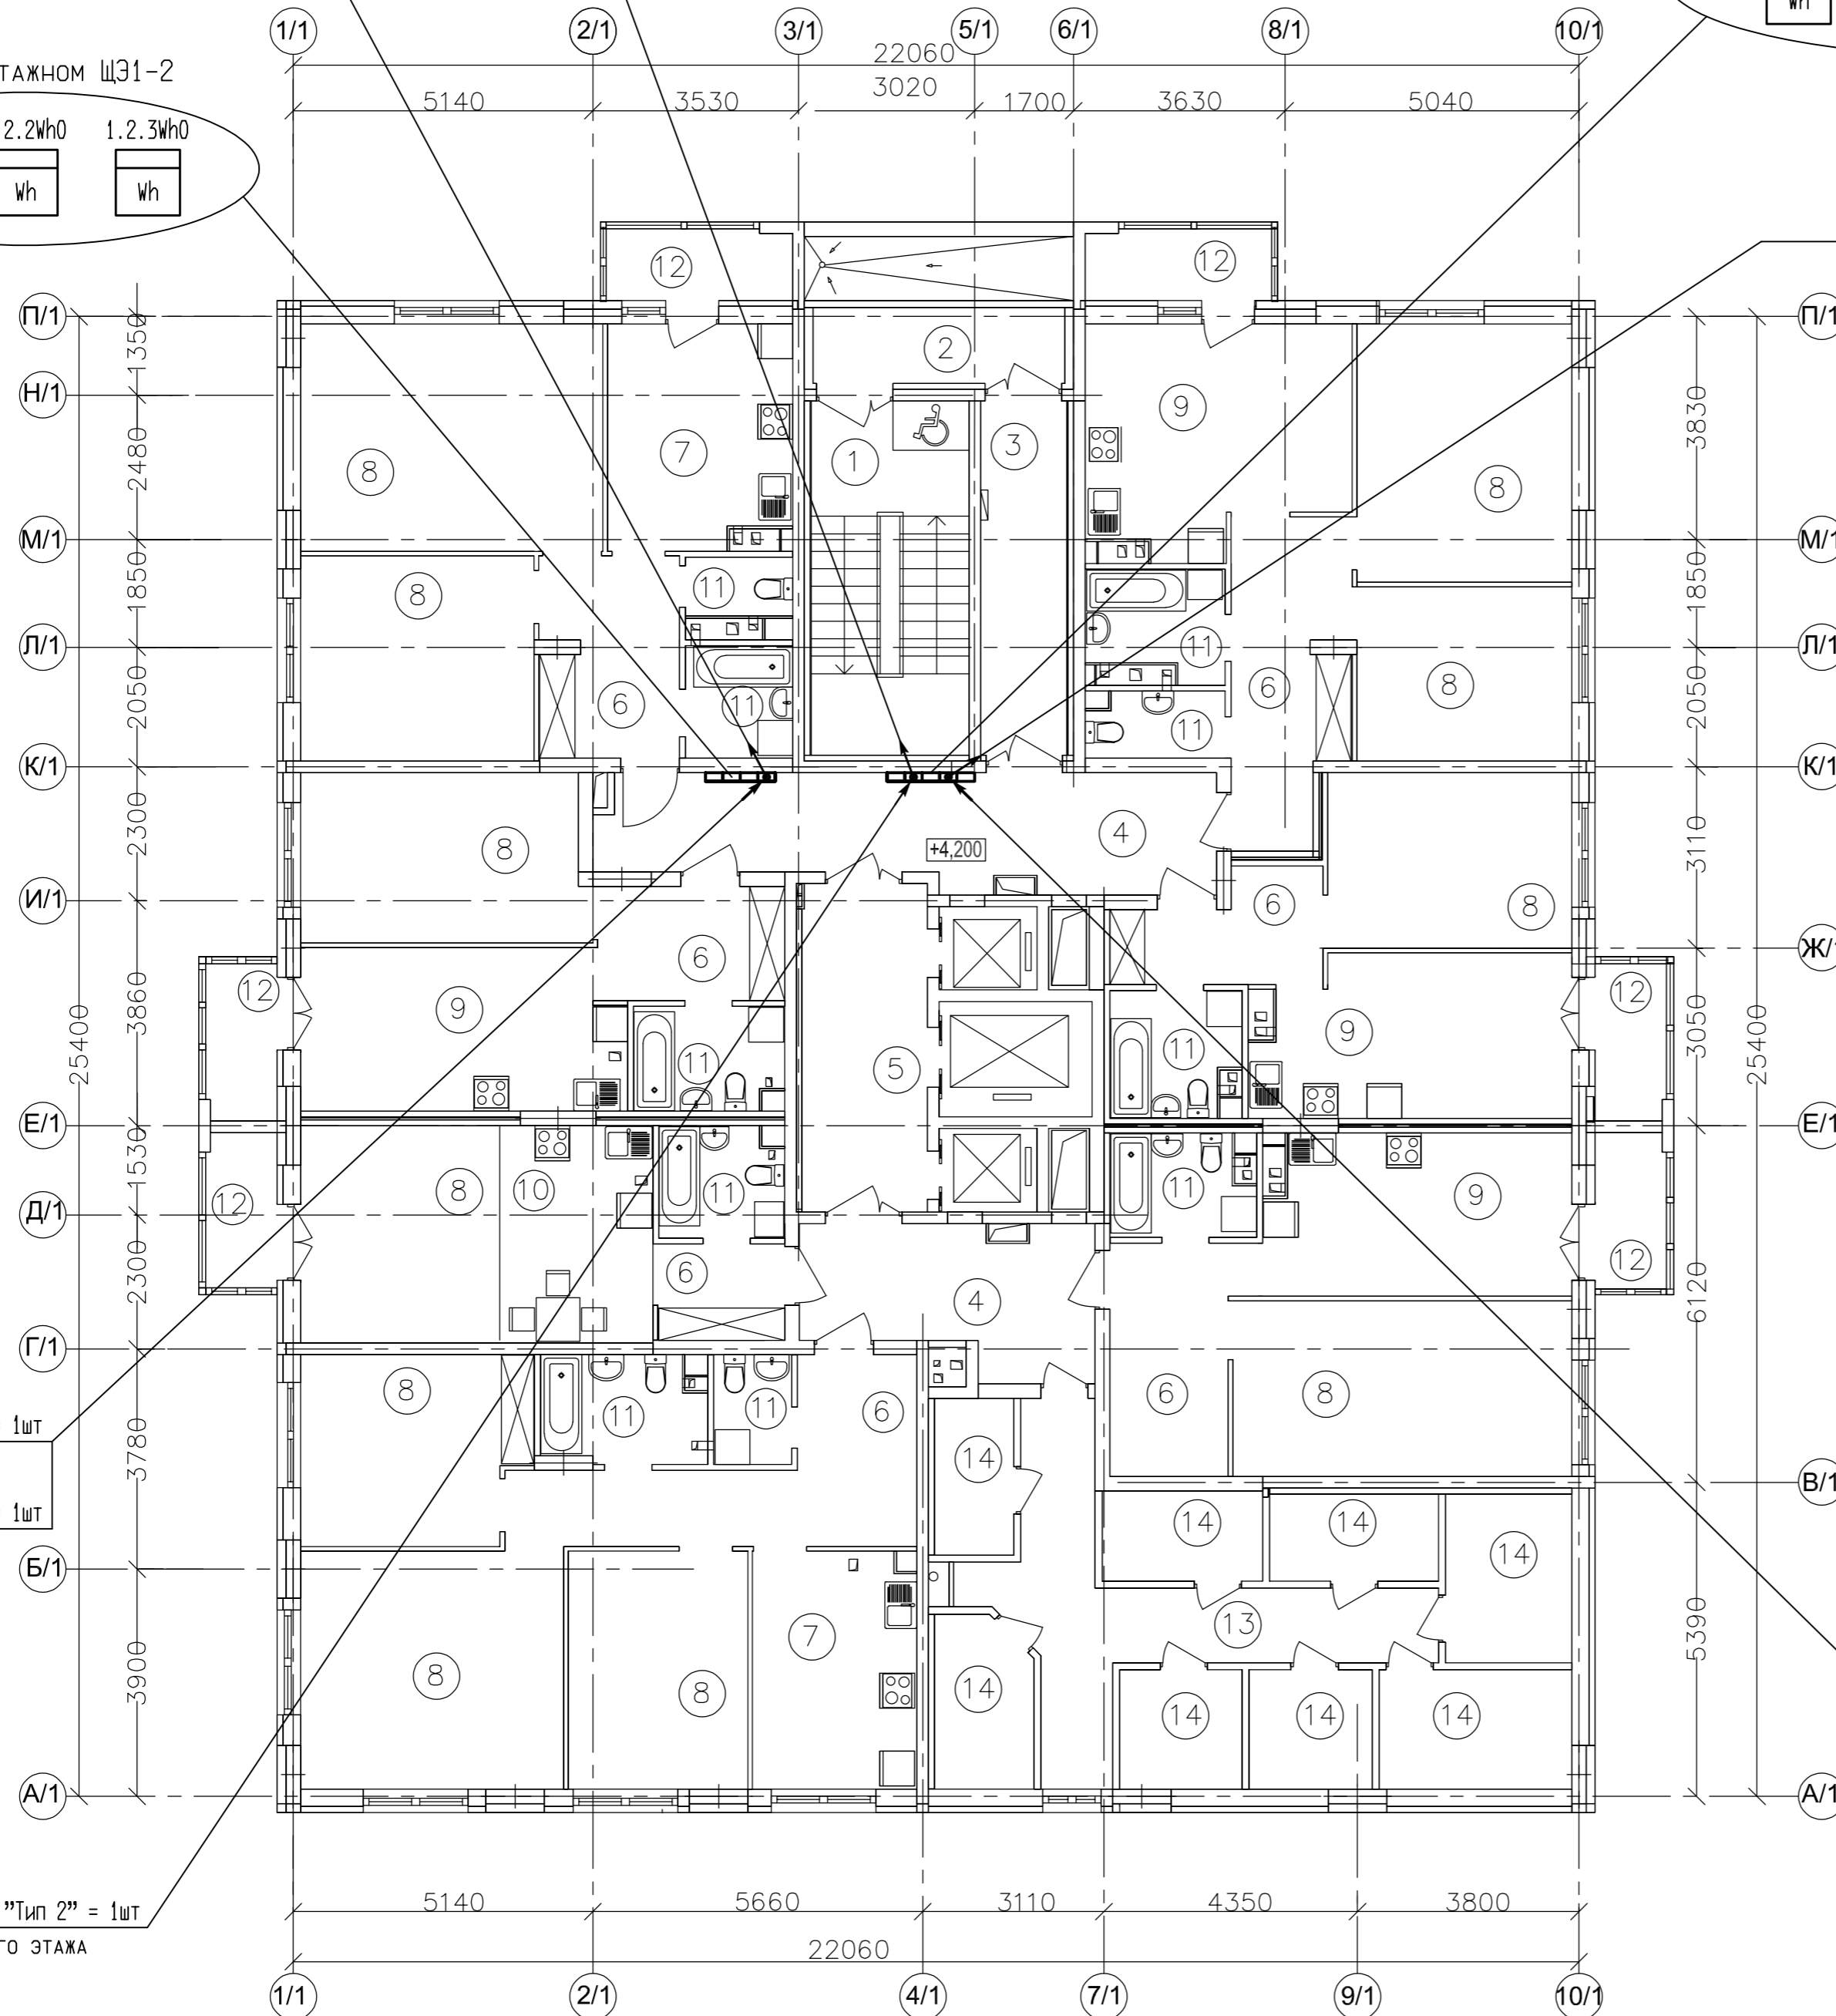 1/1 2/1 3/1 5/1 6/1 8/1 10/1
22060
5140 3530 3020 1700 3630 5040
ТАЖНОМ ЩЭ1-2
2.2Wh0 1.2.3Wh0
Wh Wh
Wh
12 12
П/1 П/1
1350
2
Н/1
9
2480 3830
7 1 3
8 8
М/1 М/1
1850 1850
8 11
Л/1 11 Л/1
2050 2050
6 11 6 8
11
К/1 К/1
2300 3110
8 4
+4,200
И/1 6 8
6 Ж/
12 12
3860 3050
9 9
25400 25400
11 5 11
Е/1 Е/1
1530
8 10 11 11 9
12
Д/1
2300 6120
6 12
4
Г/1
8 6 8
11 11 6
1шт
3780
14
В/1
1шт
14 14
14
Б/1
3900 5390
13
7
8 8 14
14 14 14
А/1 А/1
5140 5660 3110 4350 3800
"Тип 2" = 1шт
ГО ЭТАЖА
22060
1/1 2/1 4/1 7/1 9/1 10/1